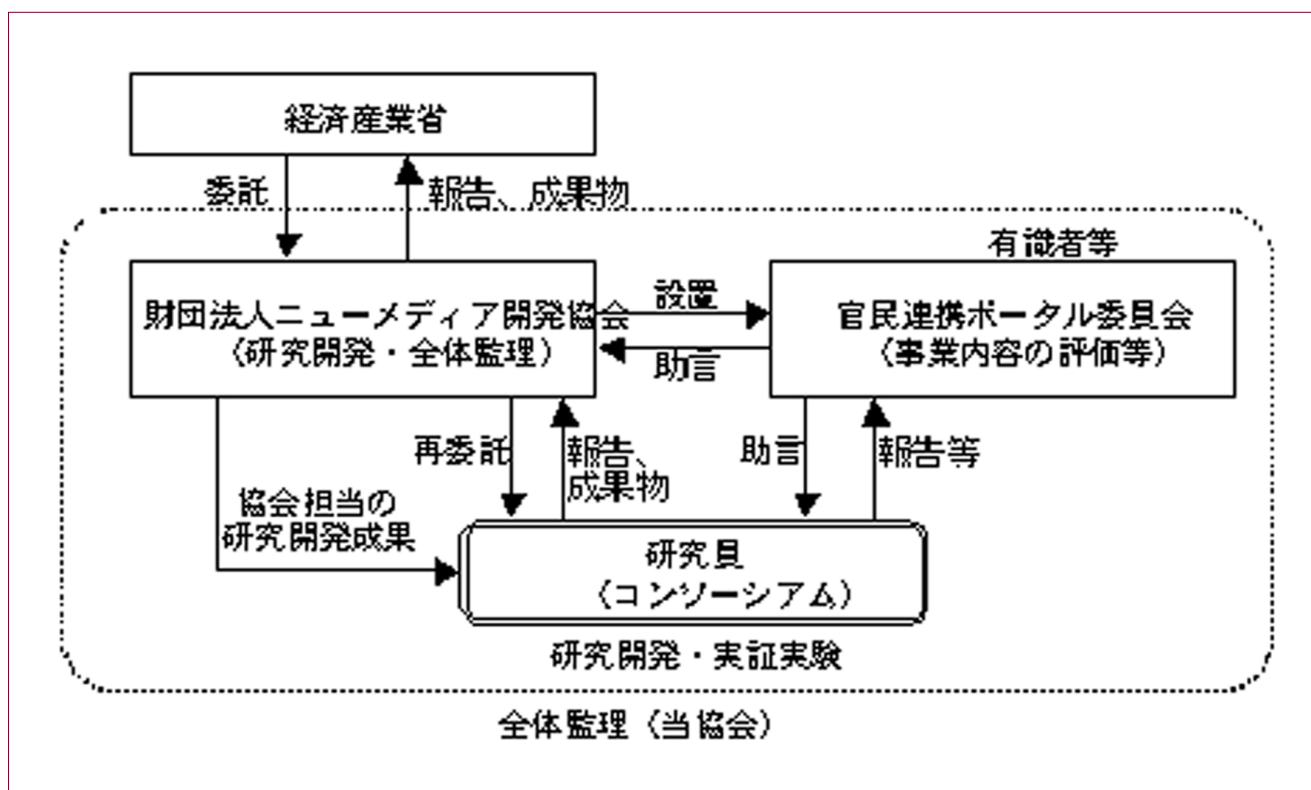 経済産業省
委託
報告、成果物
有識者等
財団法人ニューメディア開発協会
（研究開発・全体監理）
設置
助言
官民連携ポータル委員会
（事業内容の評価等）
再委託
報告、
成果物
助言
報告等
協会担当の
研究開発成果
研究員
（コンソーシアム）
研究開発・実証実験
全体監理（当協会）